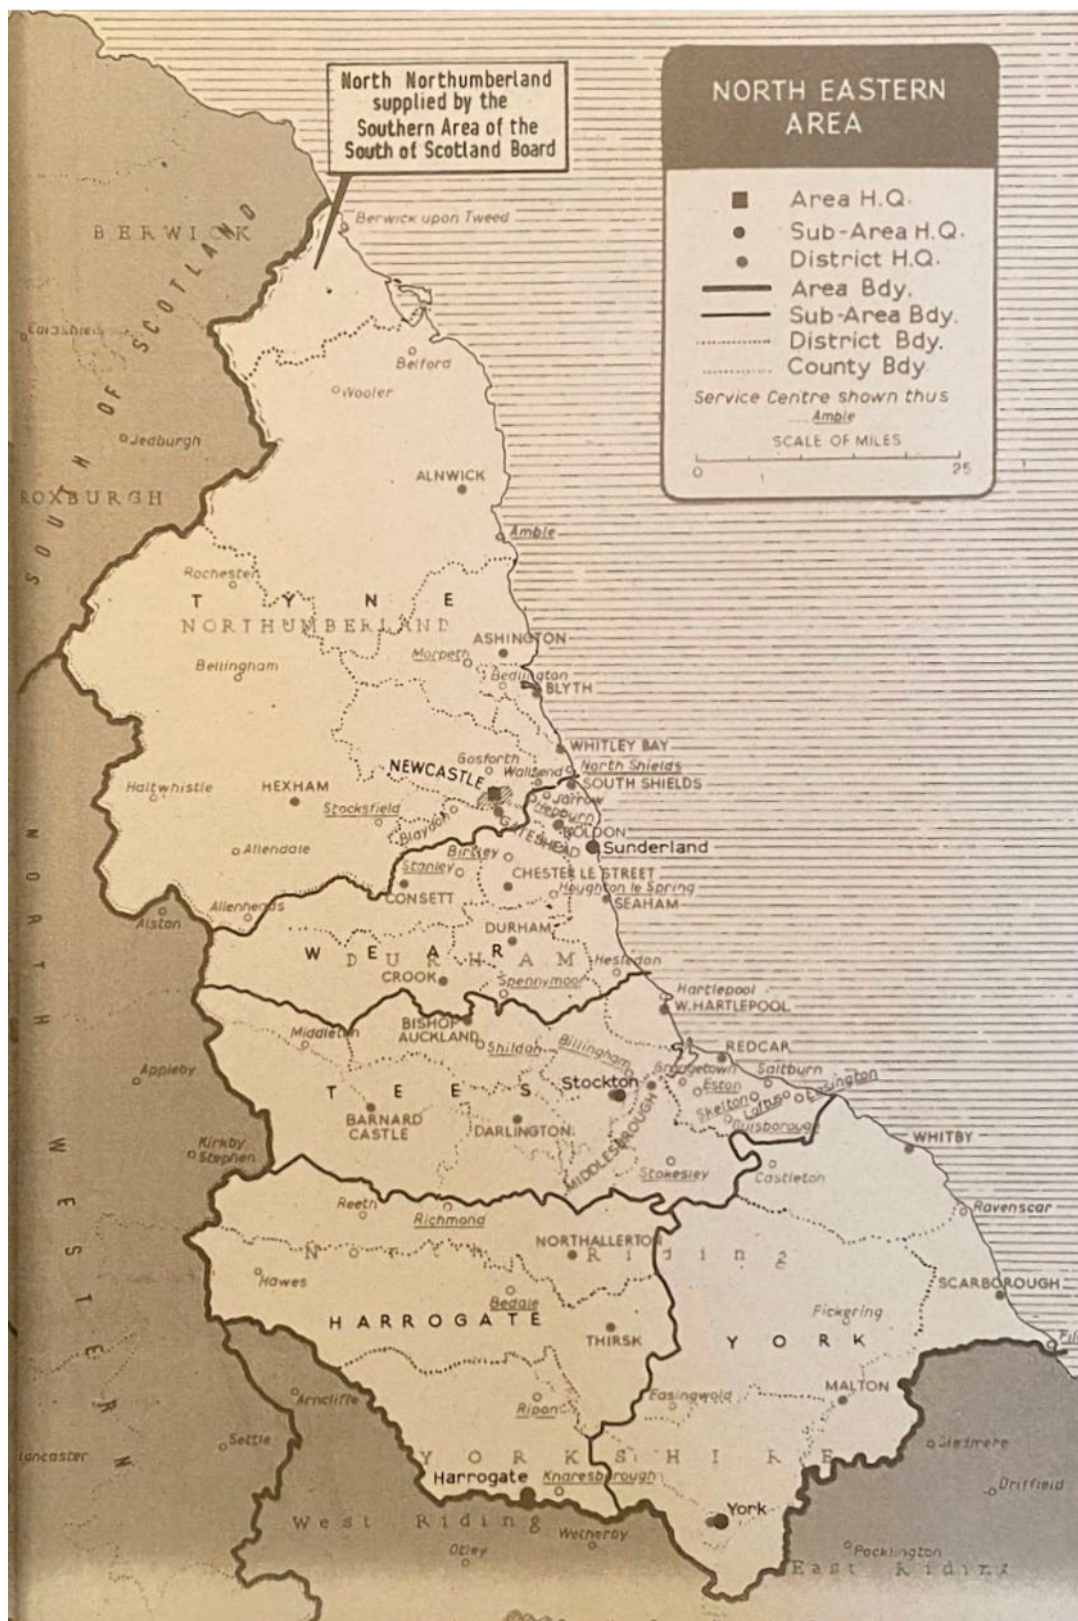 North Northumberland
supplied by the
Southern Area of the
South of Scotland Board
NORTH EASTERN
AREA
Area H.Q.
Sub-Area H.Q.
District H.Q.
Area Bdy.
Sub-Area Bdy.
District Bdy.
County Bdy
Service Centre shown thus
Amble
SCALE OF MILES
0 25
BERWICK
SOUTH OF SCOTLAND
Berwick upon Tweed
Belford
Wooler
Jedburgh
ROXBURGH
ALNWICK
Amble
Rochester
TYNE
NORTHUMBERLAND
ASHINGTON
Morpeth
Bellingham
Bedlington
BLYTH
WHITLEY BAY
Gosforth
North Shields
NEWCASTLE
Wallsend
SOUTH SHIELDS
Haltwhistle
HEXHAM
Jarrow
Stocksfield
Hebburn
Blaydon
GATESHEAD
BOLDON
Sunderland
Allendale
Birtley
Stanley
CHESTER LE STREET
CONSETT
Houghton le Spring
SEAHAM
Allenheads
Alston
DURHAM
WEAR
DURHAM
Hesledon
CROOK
Spennymoor
Hartlepool
W. HARTLEPOOL
NORTH WESTERN
Middleton
BISHOP
AUCKLAND
Shildon
Billingham
REDCAR
Appleby
Grangetown
Saltburn
TEES
Stockton
Eston
Easington
Skelton
Loftus
BARNARD
CASTLE
DARLINGTON
MIDDLESBROUGH
Guisborough
Kirkby
Stephen
WHITBY
Stokesley
Castleton
Reeth
Richmond
Ravenscar
NORTHALLERTON
North Riding
Hawes
SCARBOROUGH
Bedale
HARROGATE
Pickering
THIRSK
YORK
Fil
Arncliffe
Ripon
Easingwold
MALTON
Settle
Lancaster
YORKSHIRE
Sledmere
Harrogate
Knaresborough
Driffield
West Riding
York
Wetherby
Otley
Pocklington
East Riding